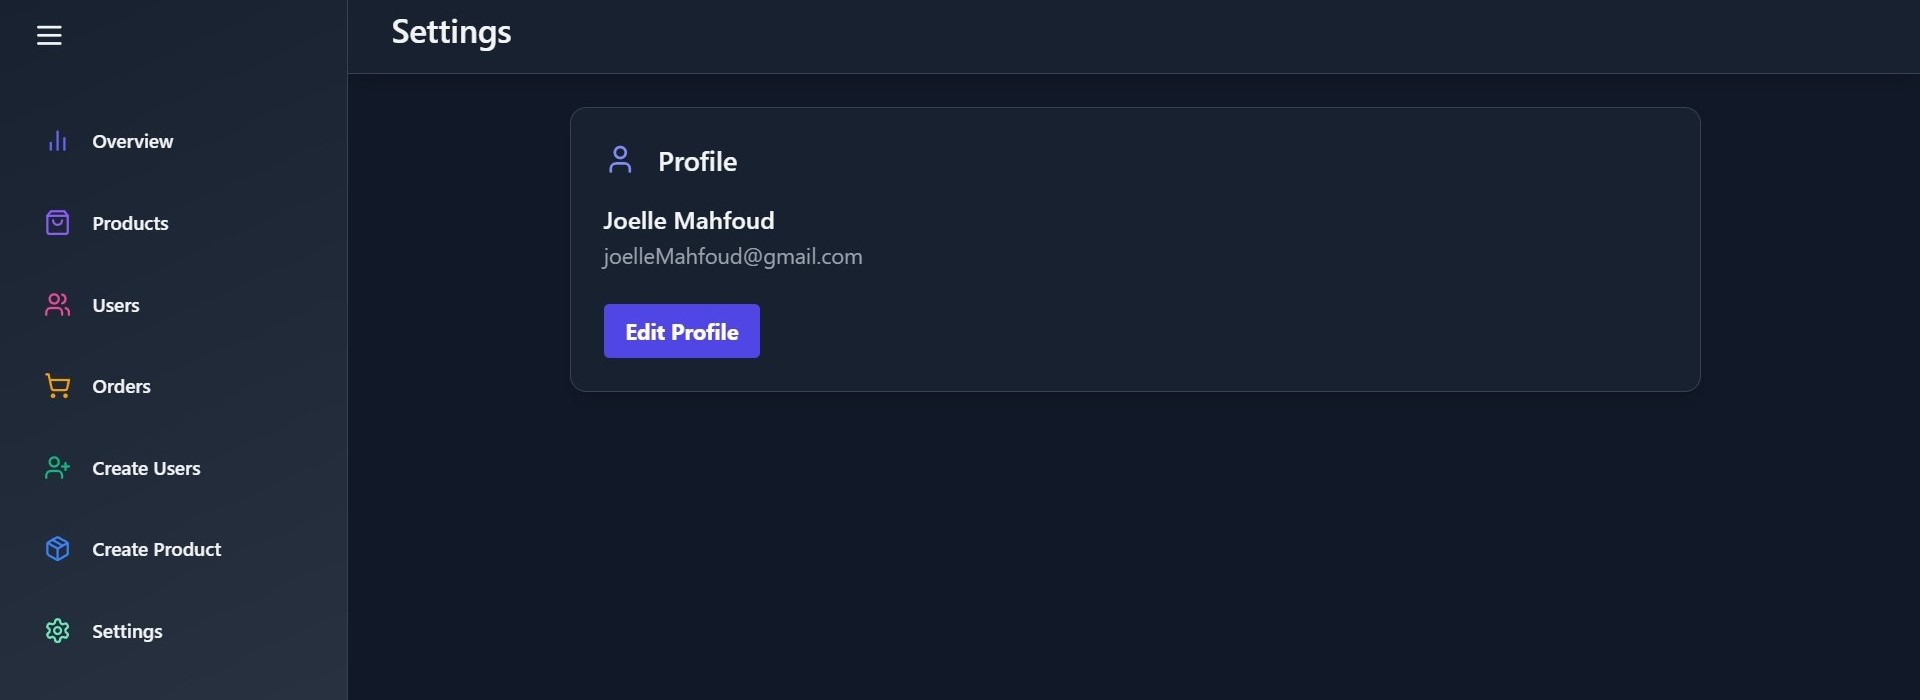 Settings
Overview
Products
Users
Orders
Create Users
Create Product
Settings
Profile
Joelle Mahfoud
joelleMahfoud@gmail.com
Edit Profile